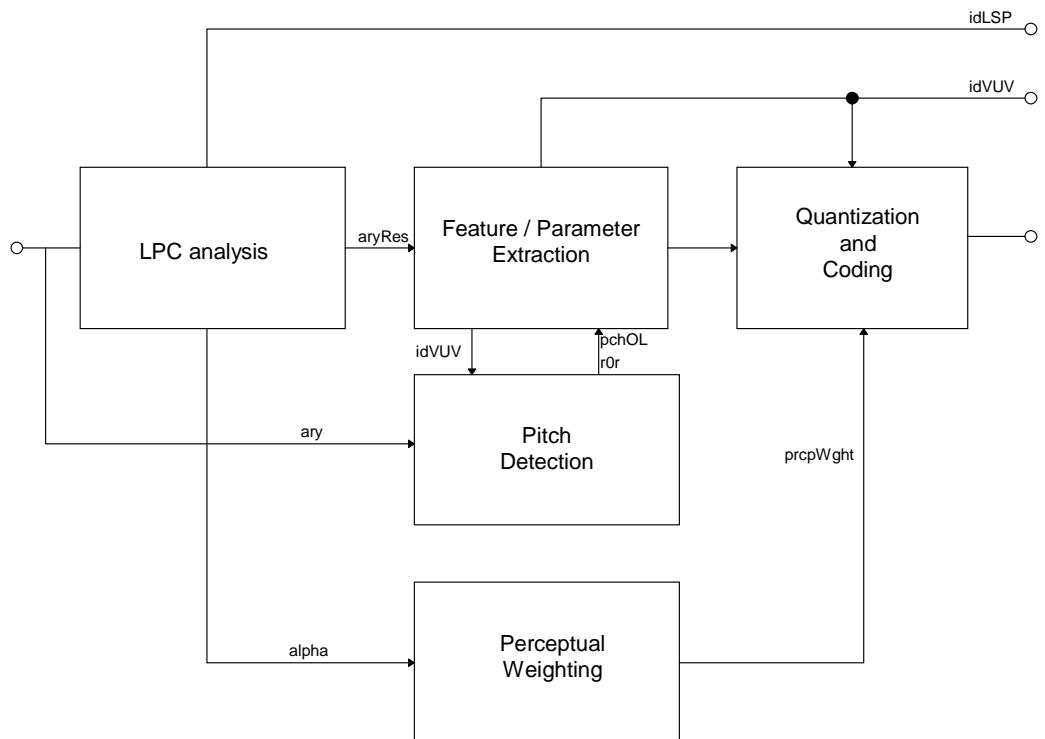 idLSP
idVUV
LPC analysis
aryRes
Feature / Parameter
Extraction
Quantization
and
Coding
idVUV
pchOL
r0r
ary
Pitch
Detection
prcpWght
alpha
Perceptual
Weighting